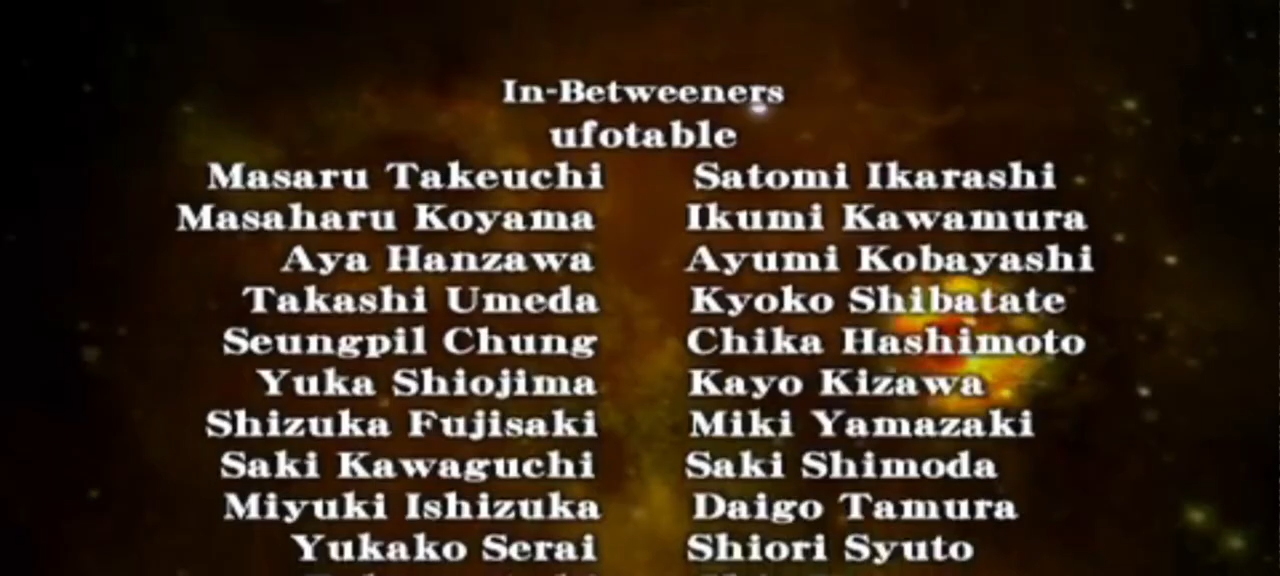 In-Betweeners
ufotable
Masaru Takeuchi Satomi Ikarashi
Masaharu Koyama Ikumi Kawamura
Aya Hanzawa Ayumi Kobayashi
Takashi Umeda Kyoko Shibatate
Seungpil Chung Chika Hashimoto
Yuka Shiojima Kayo Kizawa
Shizuka Fujisaki Miki Yamazaki
Saki Kawaguchi Saki Shimoda
Miyuki Ishizuka Daigo Tamura
Yukako Serai Shiori Syuto